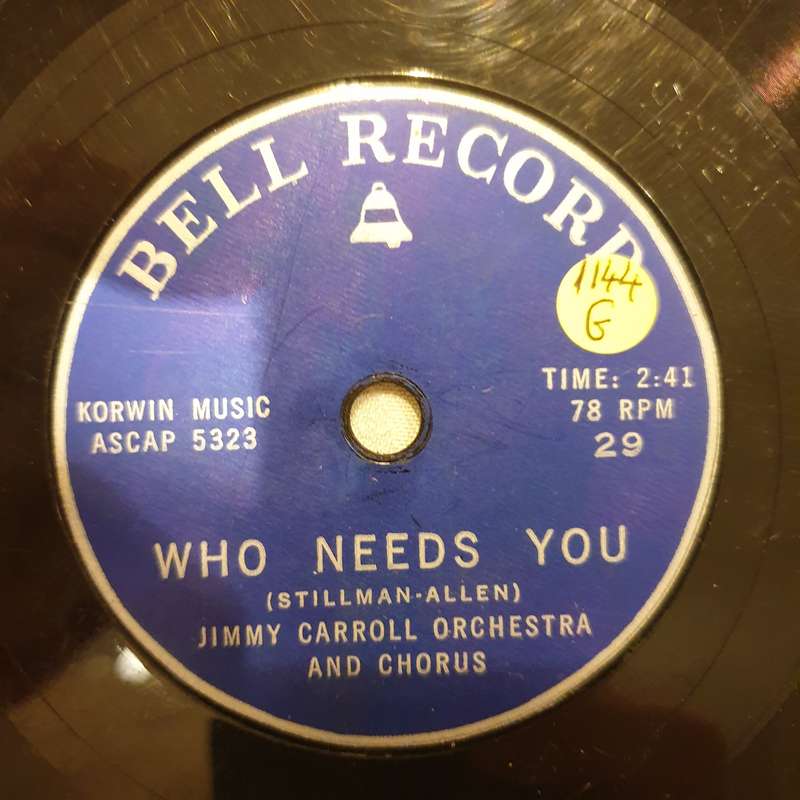 BELL RECORD
1144
G
KORWIN MUSIC
ASCAP 5323
TIME: 2:41
78 RPM
29
WHO NEEDS YOU
(STILLMAN-ALLEN)
JIMMY CARROLL ORCHESTRA
AND CHORUS